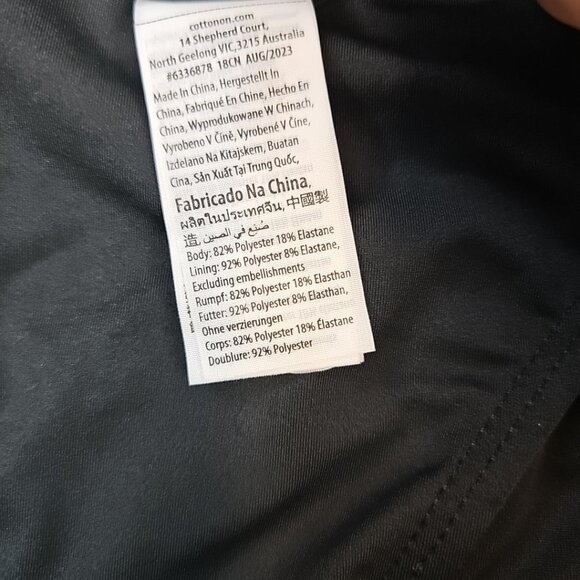 cottonon.com
14 Shepherd Court,
North Geelong VIC,3215 Australia
#6336878 18CN AUG/2023
Made In China, Hergestellt In
China, Fabriqué En Chine, Hecho En
China, Wyprodukowane W Chinach,
Vyrobeno V Číně, Vyrobené V Číne,
Izdelano Na Kitajskem, Buatan
Cina, Sản Xuất Tại Trung Quốc,
Fabricado Na China,
ผลิตในประเทศจีน, 中國製
造, صُنِع في الصين
Body: 82% Polyester 18% Elastane
Lining: 92% Polyester 8% Elastane,
Excluding embellishments
Rumpf: 82% Polyester 18% Elasthan
Futter: 92% Polyester 8% Elasthan,
Ohne verzierungen
Corps: 82% Polyester 18% Élastane
Doublure: 92% Polyester